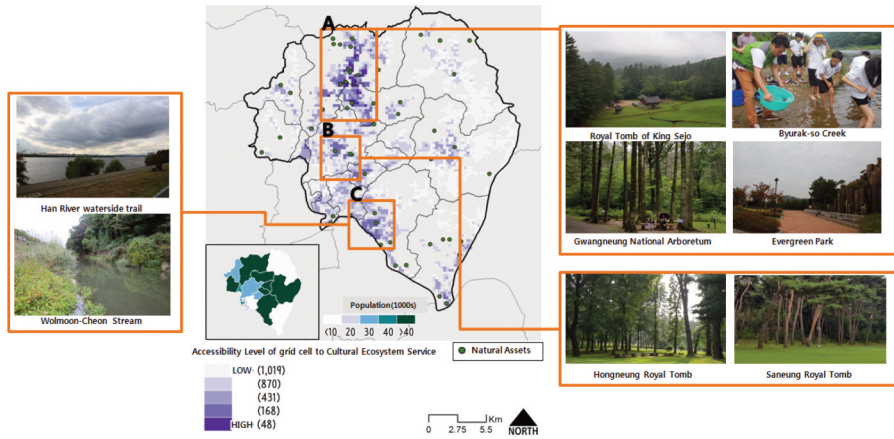 A
B
C
Han River waterside trail
Wolmoon-Cheon Stream
Royal Tomb of King Sejo
Byurak-so Creek
Gwangneung National Arboretum
Evergreen Park
Hongneung Royal Tomb
Saneung Royal Tomb
Population(1000s)
<10 20 30 40 >40
Accessibility Level of grid cell to Cultural Ecosystem Service
Natural Assets
LOW (1,019)
(870)
(431)
(168)
HIGH (48)
Km
0 2.75 5.5
NORTH